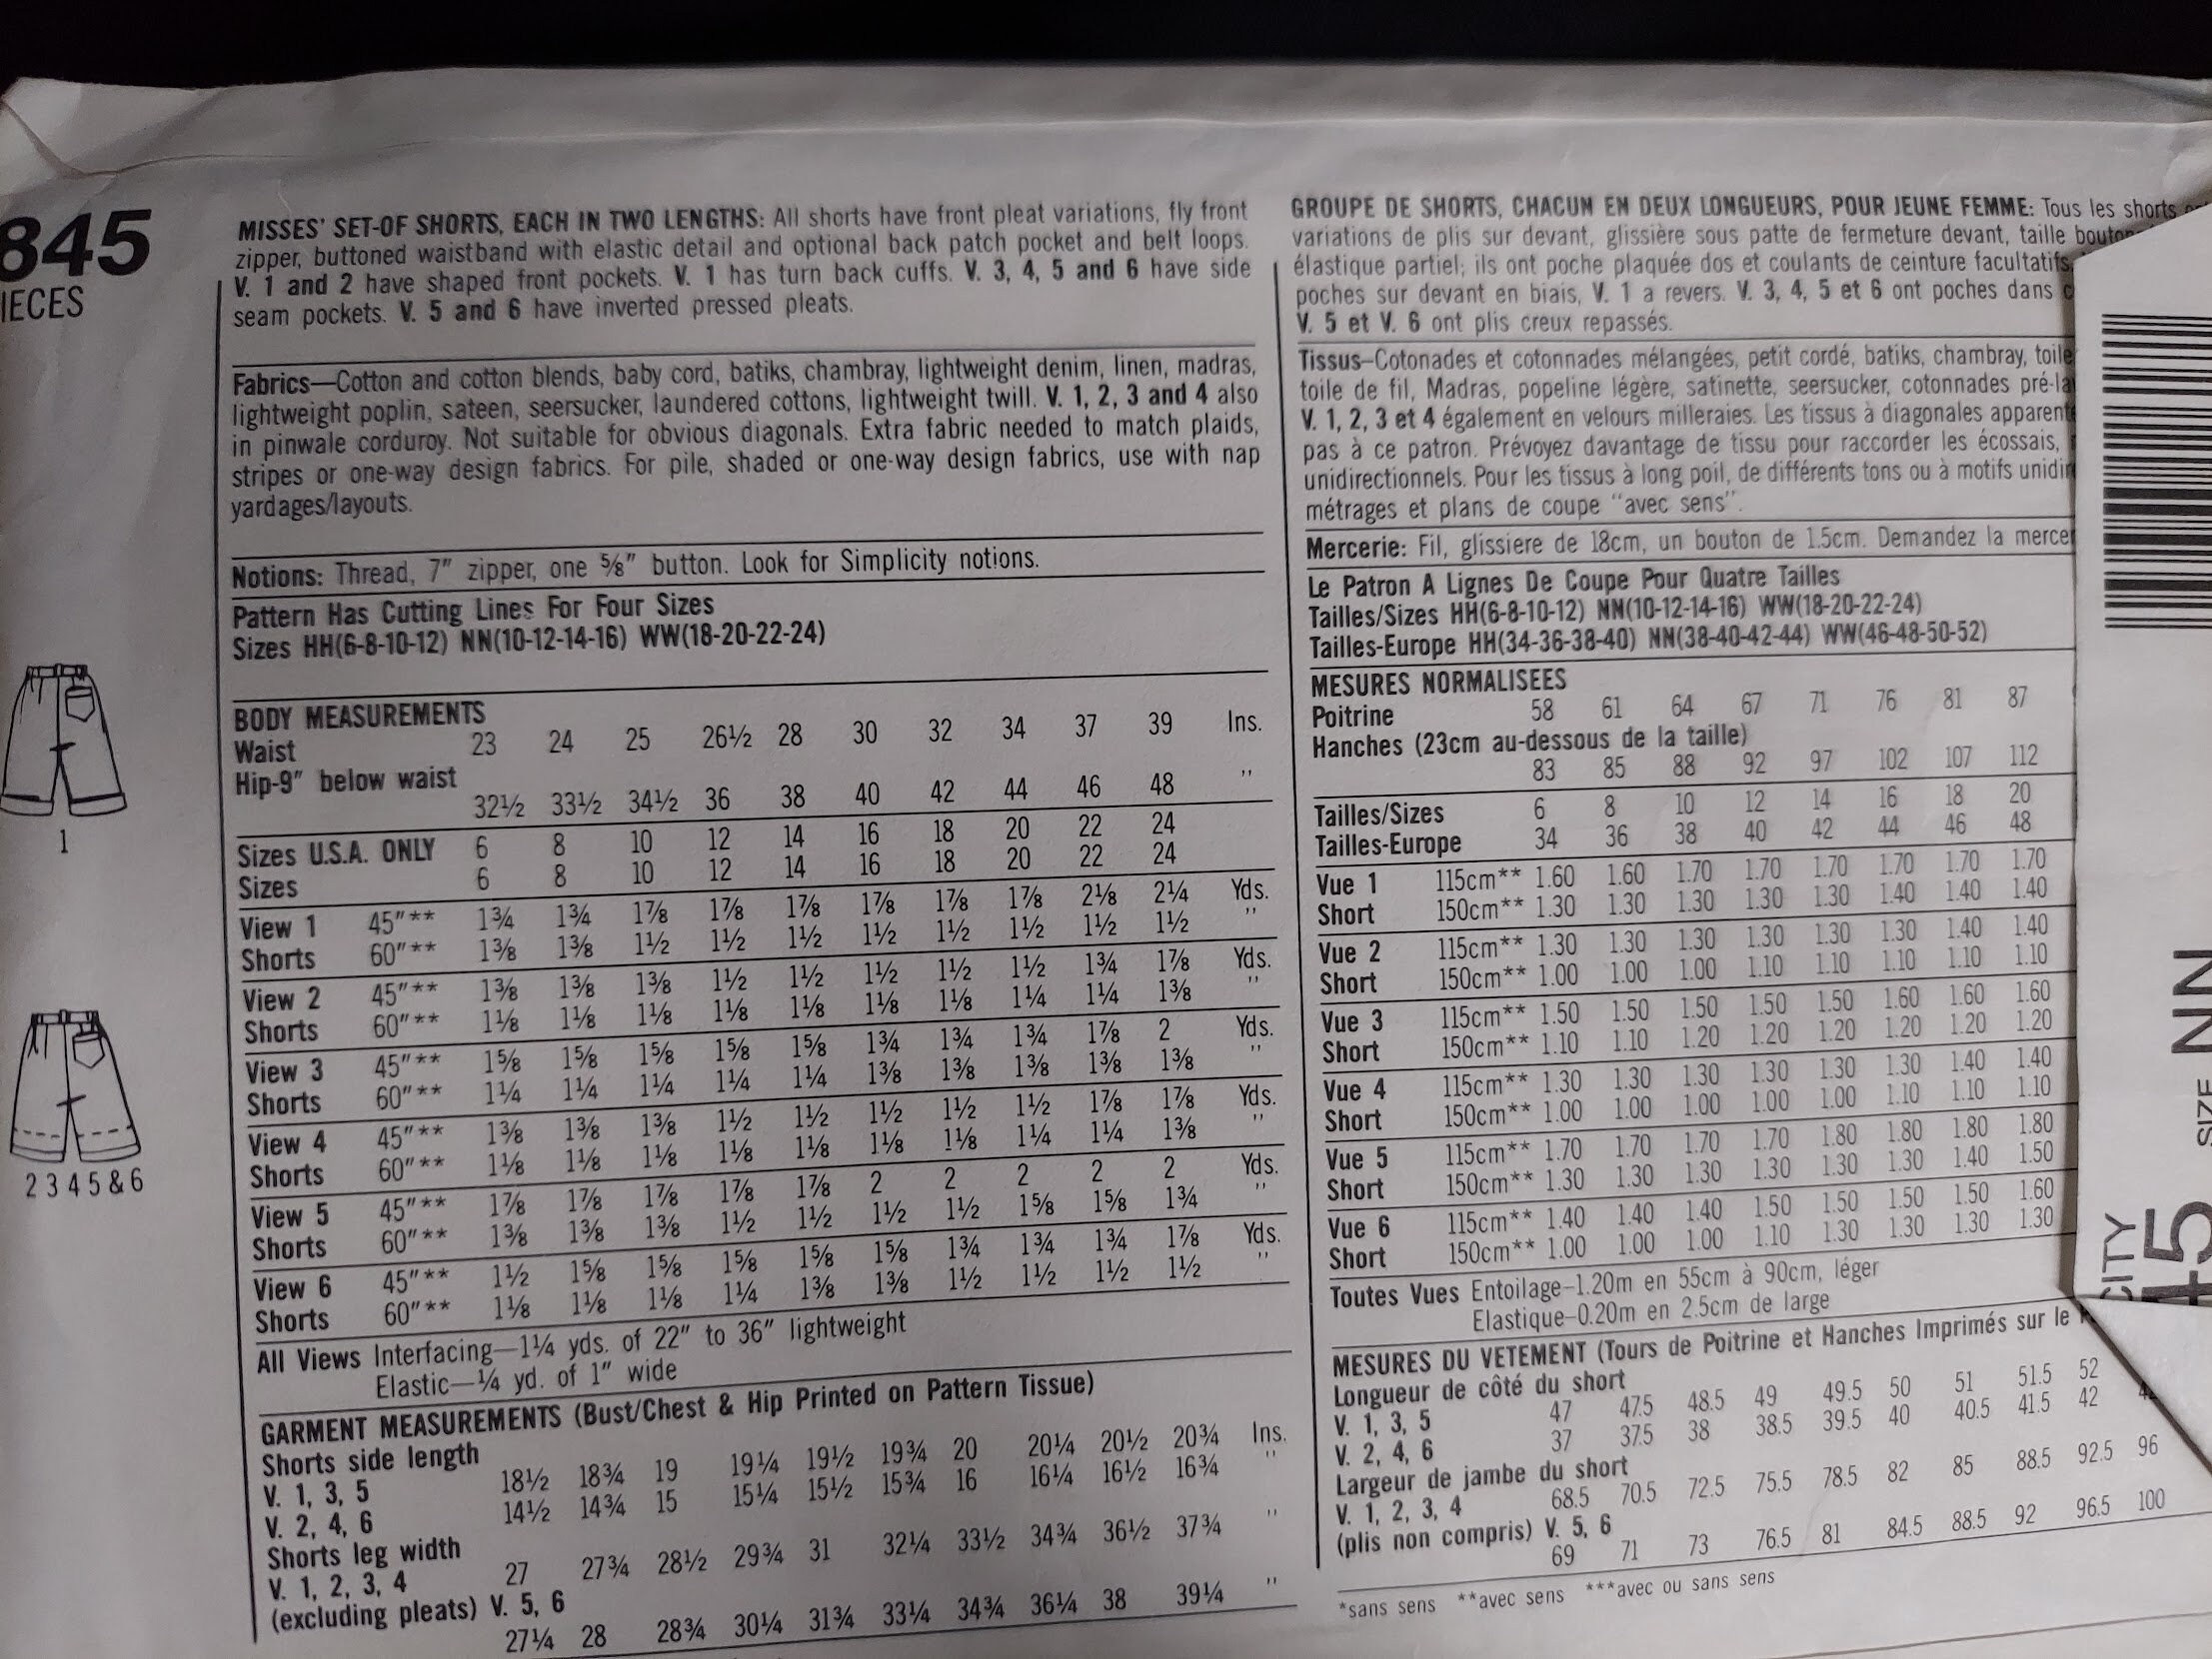 845
IECES
MISSES' SET-OF SHORTS, EACH IN TWO LENGTHS: All shorts have front pleat variations, fly front
zipper, buttoned waistband with elastic detail and optional back patch pocket and belt loops.
V. 1 and 2 have shaped front pockets. V. 1 has turn back cuffs. V. 3, 4, 5 and 6 have side
seam pockets. V. 5 and 6 have inverted pressed pleats.
Fabrics—Cotton and cotton blends, baby cord, batiks, chambray, lightweight denim, linen, madras,
lightweight poplin, sateen, seersucker, laundered cottons, lightweight twill. V. 1, 2, 3 and 4 also
in pinwale corduroy. Not suitable for obvious diagonals. Extra fabric needed to match plaids,
stripes or one-way design fabrics. For pile, shaded or one-way design fabrics, use with nap
yardages/layouts.
Notions: Thread, 7" zipper, one ⅝" button. Look for Simplicity notions.
Pattern Has Cutting Lines For Four Sizes
Sizes HH(6-8-10-12) NN(10-12-14-16) WW(18-20-22-24)
BODY MEASUREMENTS
Waist 23 24 25 26½ 28 30 32 34 37 39 Ins.
Hip-9" below waist
32½ 33½ 34½ 36 38 40 42 44 46 48 "
Sizes U.S.A. ONLY 6 8 10 12 14 16 18 20 22 24
Sizes 6 8 10 12 14 16 18 20 22 24
View 1 45"** 1¾ 1¾ 1⅞ 1⅞ 1⅞ 1⅞ 1⅞ 1⅞ 2⅛ 2¼ Yds.
Shorts 60"** 1⅜ 1⅜ 1½ 1½ 1½ 1½ 1½ 1½ 1½ 1½ "
View 2 45"** 1⅜ 1⅜ 1⅜ 1½ 1½ 1½ 1½ 1½ 1¾ 1⅞ Yds.
Shorts 60"** 1⅛ 1⅛ 1⅛ 1⅛ 1⅛ 1⅛ 1⅛ 1¼ 1¼ 1⅜ "
View 3 45"** 1⅝ 1⅝ 1⅝ 1⅝ 1⅝ 1¾ 1¾ 1¾ 1⅞ 2 Yds.
Shorts 60"** 1¼ 1¼ 1¼ 1¼ 1¼ 1⅜ 1⅜ 1⅜ 1⅜ 1⅜ "
View 4 45"** 1⅜ 1⅜ 1⅜ 1½ 1½ 1½ 1½ 1½ 1⅞ 1⅞ Yds.
Shorts 60"** 1⅛ 1⅛ 1⅛ 1⅛ 1⅛ 1⅛ 1⅛ 1¼ 1¼ 1⅜ "
View 5 45"** 1⅞ 1⅞ 1⅞ 1⅞ 1⅞ 2 2 2 2 2 Yds.
Shorts 60"** 1⅜ 1⅜ 1⅜ 1½ 1½ 1½ 1½ 1⅝ 1⅝ 1¾ "
View 6 45"** 1½ 1⅝ 1⅝ 1⅝ 1⅝ 1⅝ 1¾ 1¾ 1¾ 1⅞ Yds.
Shorts 60"** 1⅛ 1⅛ 1⅛ 1¼ 1⅜ 1⅜ 1½ 1½ 1½ 1½ "
All Views Interfacing—1¼ yds. of 22" to 36" lightweight
Elastic—¼ yd. of 1" wide
GARMENT MEASUREMENTS (Bust/Chest & Hip Printed on Pattern Tissue)
Shorts side length
V. 1, 3, 5 18½ 18¾ 19 19¼ 19½ 19¾ 20 20¼ 20½ 20¾ Ins.
V. 2, 4, 6 14½ 14¾ 15 15¼ 15½ 15¾ 16 16¼ 16½ 16¾ "
Shorts leg width
V. 1, 2, 3, 4 27 27¾ 28½ 29¾ 31 32¼ 33½ 34¾ 36½ 37¾ "
(excluding pleats) V. 5, 6
27¼ 28 28¾ 30¼ 31¾ 33¼ 34¾ 36¼ 38 39¼ "
1
2 3 4 5 & 6
GROUPE DE SHORTS, CHACUN EN DEUX LONGUEURS, POUR JEUNE FEMME: Tous les shorts
variations de plis sur devant, glissière sous patte de fermeture devant, taille
élastique partiel; ils ont poche plaquée dos et coulants de ceinture facultatifs.
poches sur devant en biais, V. 1 a revers. V. 3, 4, 5 et 6 ont poches dans
V. 5 et V. 6 ont plis creux repassés.
Tissus—Cotonades et cotonnades mélangées, petit cordé, batiks, chambray, toile
toile de fil, Madras, popeline légère, satinette, seersucker, cotonnades pré-la
V. 1, 2, 3 et 4 également en velours milleraies. Les tissus à diagonales apparent
pas à ce patron. Prévoyez davantage de tissu pour raccorder les écossais,
unidirectionnels. Pour les tissus à long poil, de différents tons ou à motifs unidir
métrages et plans de coupe "avec sens".
Mercerie: Fil, glissiere de 18cm, un bouton de 1.5cm. Demandez la mercer
Le Patron A Lignes De Coupe Pour Quatre Tailles
Tailles/Sizes HH(6-8-10-12) NN(10-12-14-16) WW(18-20-22-24)
Tailles-Europe HH(34-36-38-40) NN(38-40-42-44) WW(46-48-50-52)
MESURES NORMALISEES
Poitrine 58 61 64 67 71 76 81 87
Hanches (23cm au-dessous de la taille)
83 85 88 92 97 102 107 112
Tailles/Sizes 6 8 10 12 14 16 18 20
Tailles-Europe 34 36 38 40 42 44 46 48
Vue 1 115cm** 1.60 1.60 1.70 1.70 1.70 1.70 1.70 1.70
Short 150cm** 1.30 1.30 1.30 1.30 1.30 1.40 1.40 1.40
Vue 2 115cm** 1.30 1.30 1.30 1.30 1.30 1.30 1.40 1.40
Short 150cm** 1.00 1.00 1.00 1.10 1.10 1.10 1.10 1.10
Vue 3 115cm** 1.50 1.50 1.50 1.50 1.50 1.60 1.60 1.60
Short 150cm** 1.10 1.10 1.20 1.20 1.20 1.20 1.20 1.20
Vue 4 115cm** 1.30 1.30 1.30 1.30 1.30 1.30 1.40 1.40
Short 150cm** 1.00 1.00 1.00 1.00 1.00 1.10 1.10 1.10
Vue 5 115cm** 1.70 1.70 1.70 1.70 1.80 1.80 1.80 1.80
Short 150cm** 1.30 1.30 1.30 1.30 1.30 1.30 1.40 1.50
Vue 6 115cm** 1.40 1.40 1.40 1.50 1.50 1.50 1.50 1.60
Short 150cm** 1.00 1.00 1.00 1.10 1.30 1.30 1.30 1.30
Toutes Vues Entoilage—1.20m en 55cm à 90cm, léger
Elastique—0.20m en 2.5cm de large
MESURES DU VETEMENT (Tours de Poitrine et Hanches Imprimés sur le
Longueur de côté du short
V. 1, 3, 5 47 47.5 48.5 49 49.5 50 51 51.5 52
V. 2, 4, 6 37 37.5 38 38.5 39.5 40 40.5 41.5 42
Largeur de jambe du short
V. 1, 2, 3, 4 68.5 70.5 72.5 75.5 78.5 82 85 88.5 92.5 96
(plis non compris) V. 5, 6
69 71 73 76.5 81 84.5 88.5 92 96.5 100
*sans sens **avec sens ***avec ou sans sens
SIZE NN
CITY
45